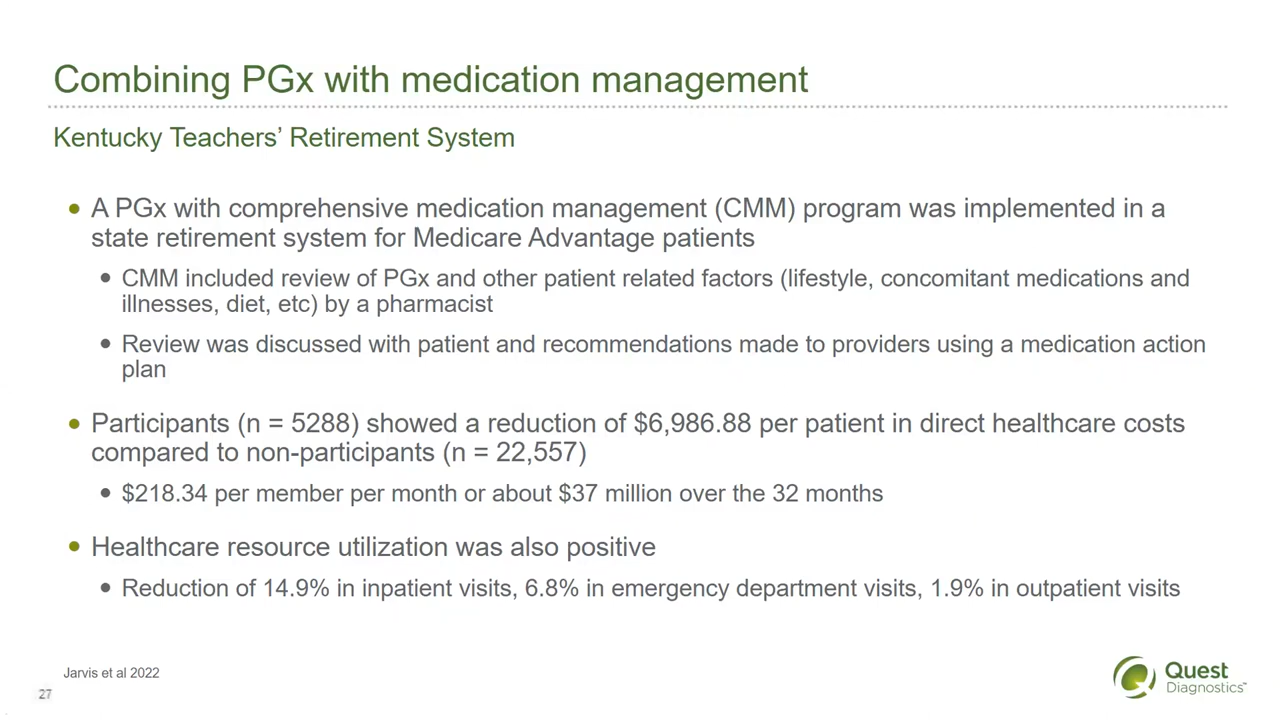 Combining PGx with medication management
Kentucky Teachers’ Retirement System
• A PGx with comprehensive medication management (CMM) program was implemented in a
state retirement system for Medicare Advantage patients
• CMM included review of PGx and other patient related factors (lifestyle, concomitant medications and
illnesses, diet, etc) by a pharmacist
• Review was discussed with patient and recommendations made to providers using a medication action
plan
• Participants (n = 5288) showed a reduction of $6,986.88 per patient in direct healthcare costs
compared to non-participants (n = 22,557)
• $218.34 per member per month or about $37 million over the 32 months
• Healthcare resource utilization was also positive
• Reduction of 14.9% in inpatient visits, 6.8% in emergency department visits, 1.9% in outpatient visits
Jarvis et al 2022
27
Quest
Diagnostics™